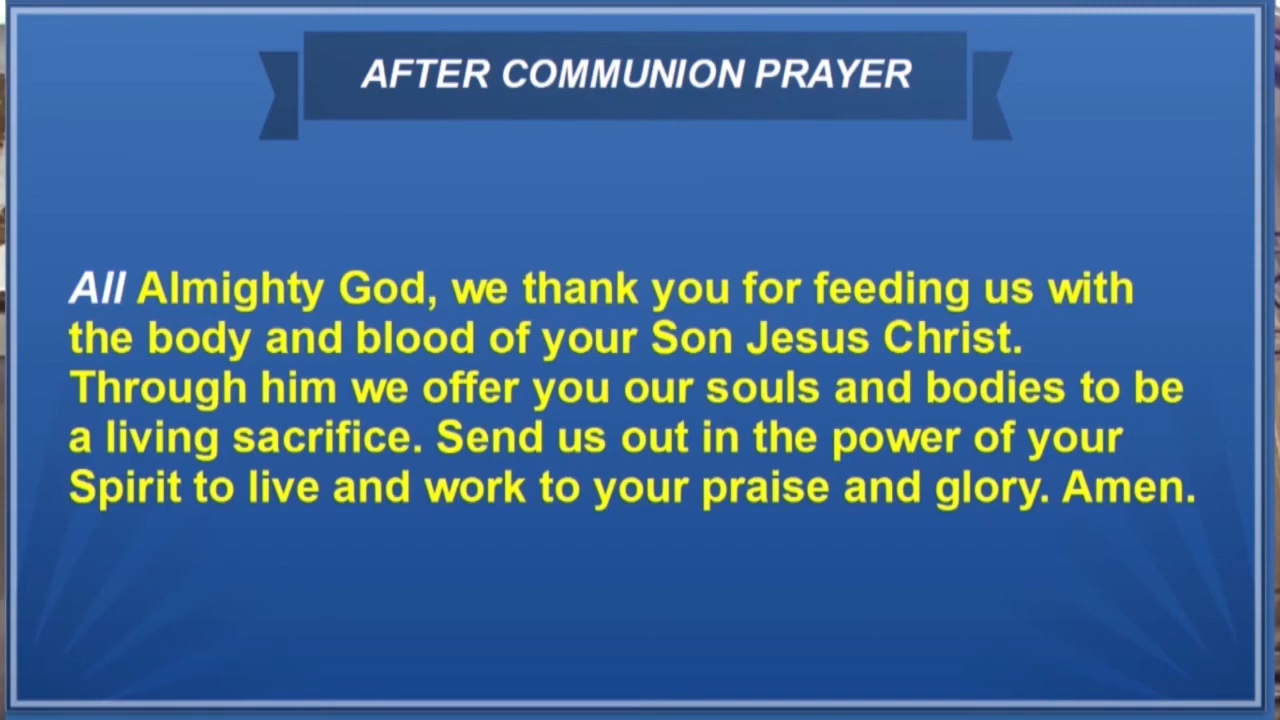 AFTER COMMUNION PRAYER
All Almighty God, we thank you for feeding us with
the body and blood of your Son Jesus Christ.
Through him we offer you our souls and bodies to be
a living sacrifice. Send us out in the power of your
Spirit to live and work to your praise and glory. Amen.